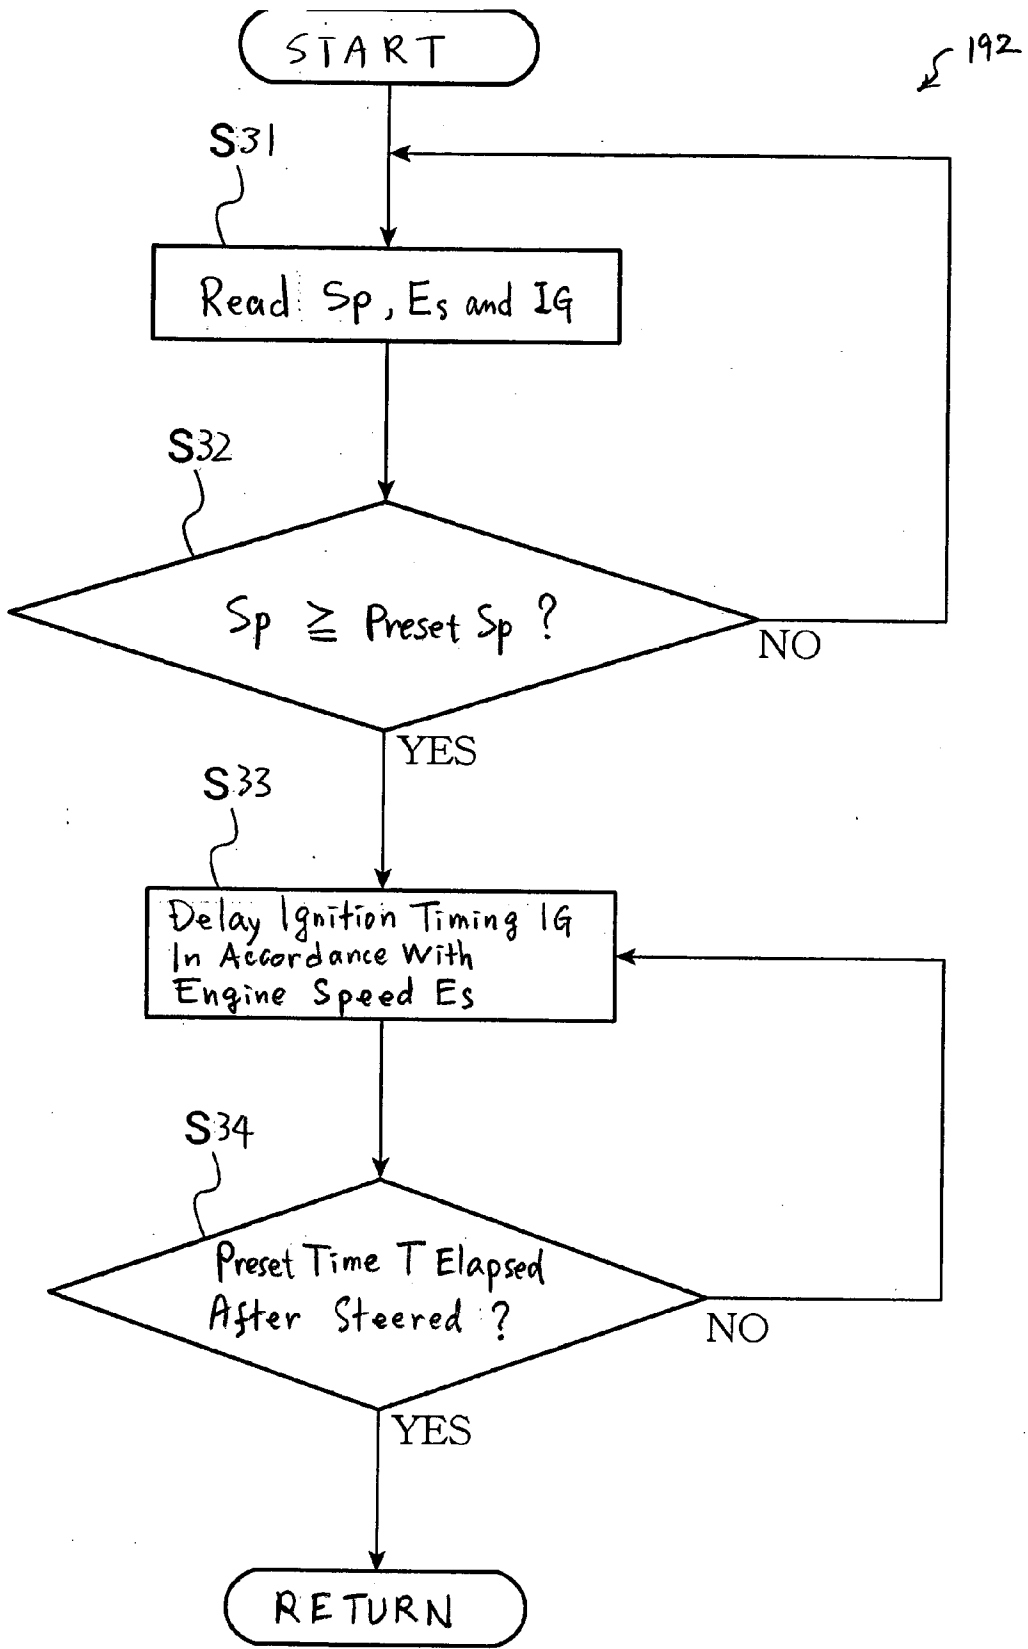 START
192
S31
Read Sp, Es and IG
S32
Sp ≧ Preset Sp ?
NO
YES
S33
Delay Ignition Timing IG
In Accordance With
Engine Speed Es
S34
Preset Time T Elapsed
After Steered ?
NO
YES
RETURN